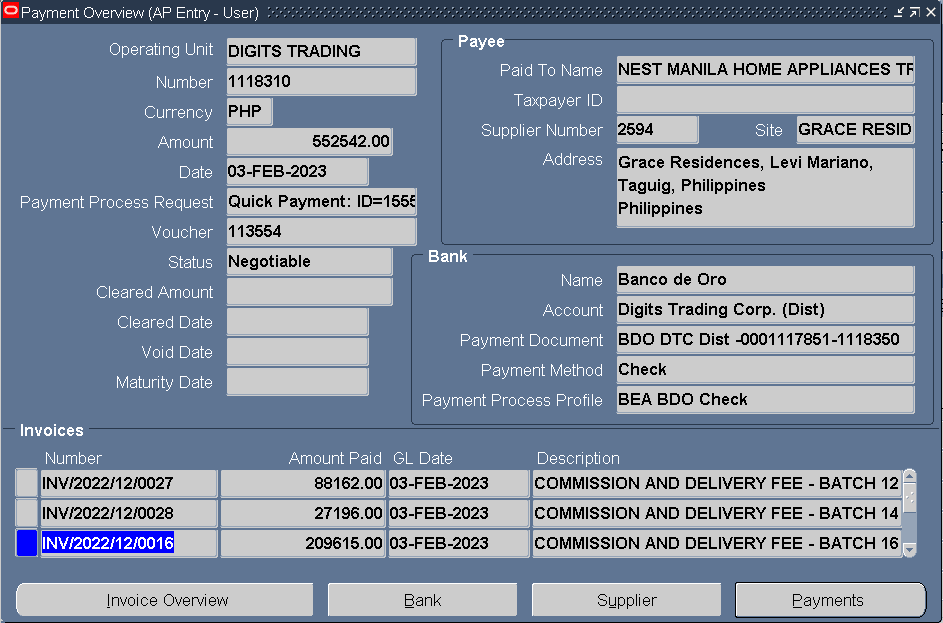 Payment Overview (AP Entry - User)
Operating Unit DIGITS TRADING
Number 1118310
Currency PHP
Amount 552542.00
Date 03-FEB-2023
Payment Process Request Quick Payment: ID=1555
Voucher 113554
Status Negotiable
Cleared Amount
Cleared Date
Void Date
Maturity Date
Payee
Paid To Name NEST MANILA HOME APPLIANCES TR
Taxpayer ID
Supplier Number 2594 Site GRACE RESID
Address Grace Residences, Levi Mariano,
Taguig, Philippines
Philippines
Bank
Name Banco de Oro
Account Digits Trading Corp. (Dist)
Payment Document BDO DTC Dist -0001117851-1118350
Payment Method Check
Payment Process Profile BEA BDO Check
Invoices
Number Amount Paid GL Date Description
INV/2022/12/0027 88162.00 03-FEB-2023 COMMISSION AND DELIVERY FEE - BATCH 12
INV/2022/12/0028 27196.00 03-FEB-2023 COMMISSION AND DELIVERY FEE - BATCH 14
INV/2022/12/0016 209615.00 03-FEB-2023 COMMISSION AND DELIVERY FEE - BATCH 16
Invoice Overview Bank Supplier Payments